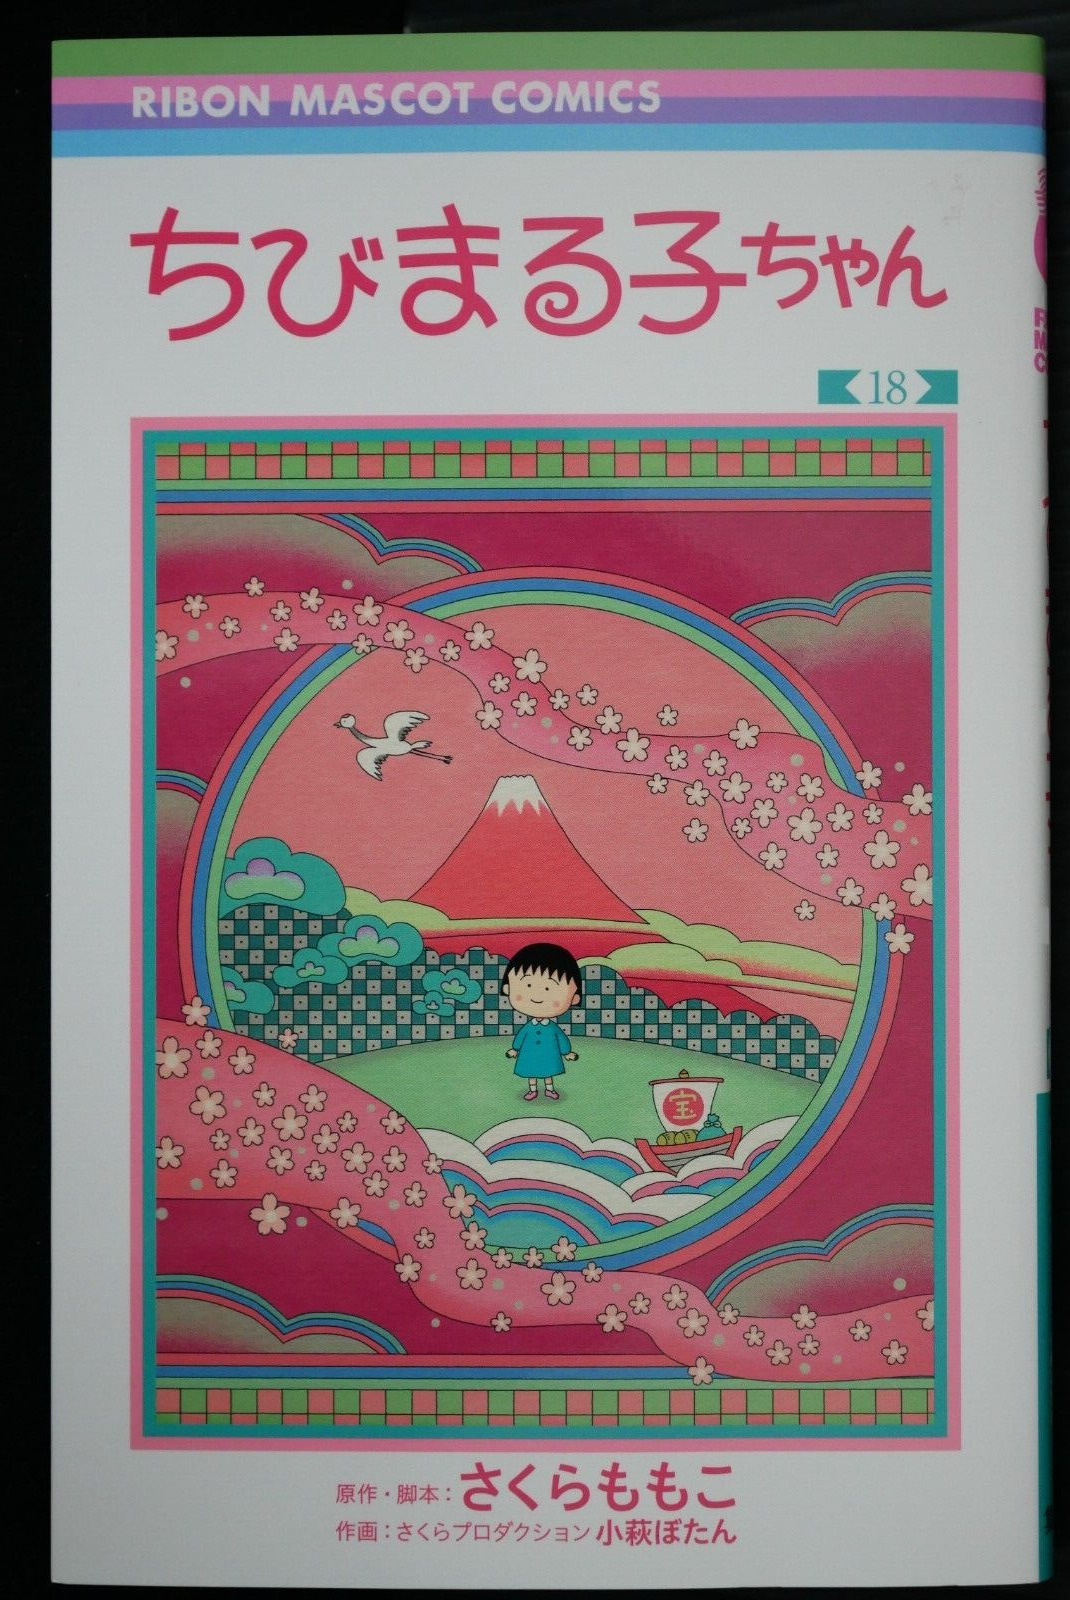 RIBON MASCOT COMICS
ちびまる子ちゃん
18
宝
原作・脚本：さくらももこ
作画：さくらプロダクション 小萩ぼたん